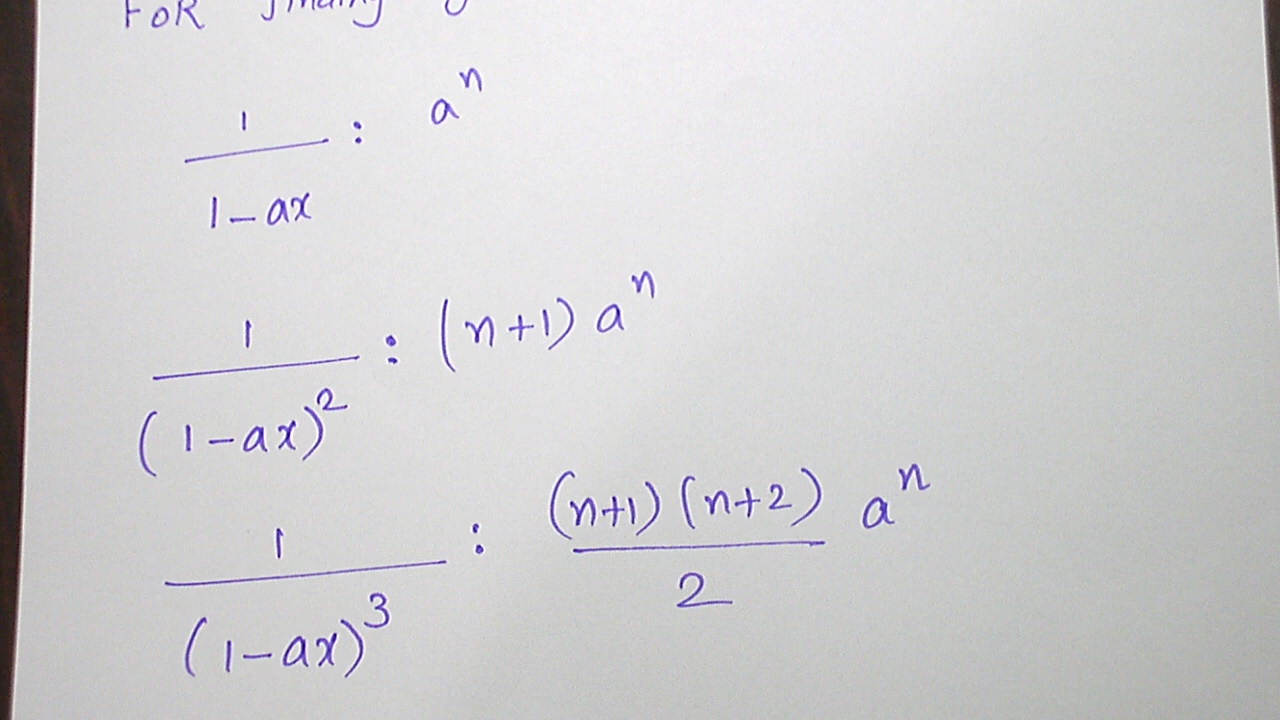 FOR
1/(1-ax) : a^n
1/(1-ax)^2 : (n+1) a^n
1/(1-ax)^3 : (n+1)(n+2)/2 a^n